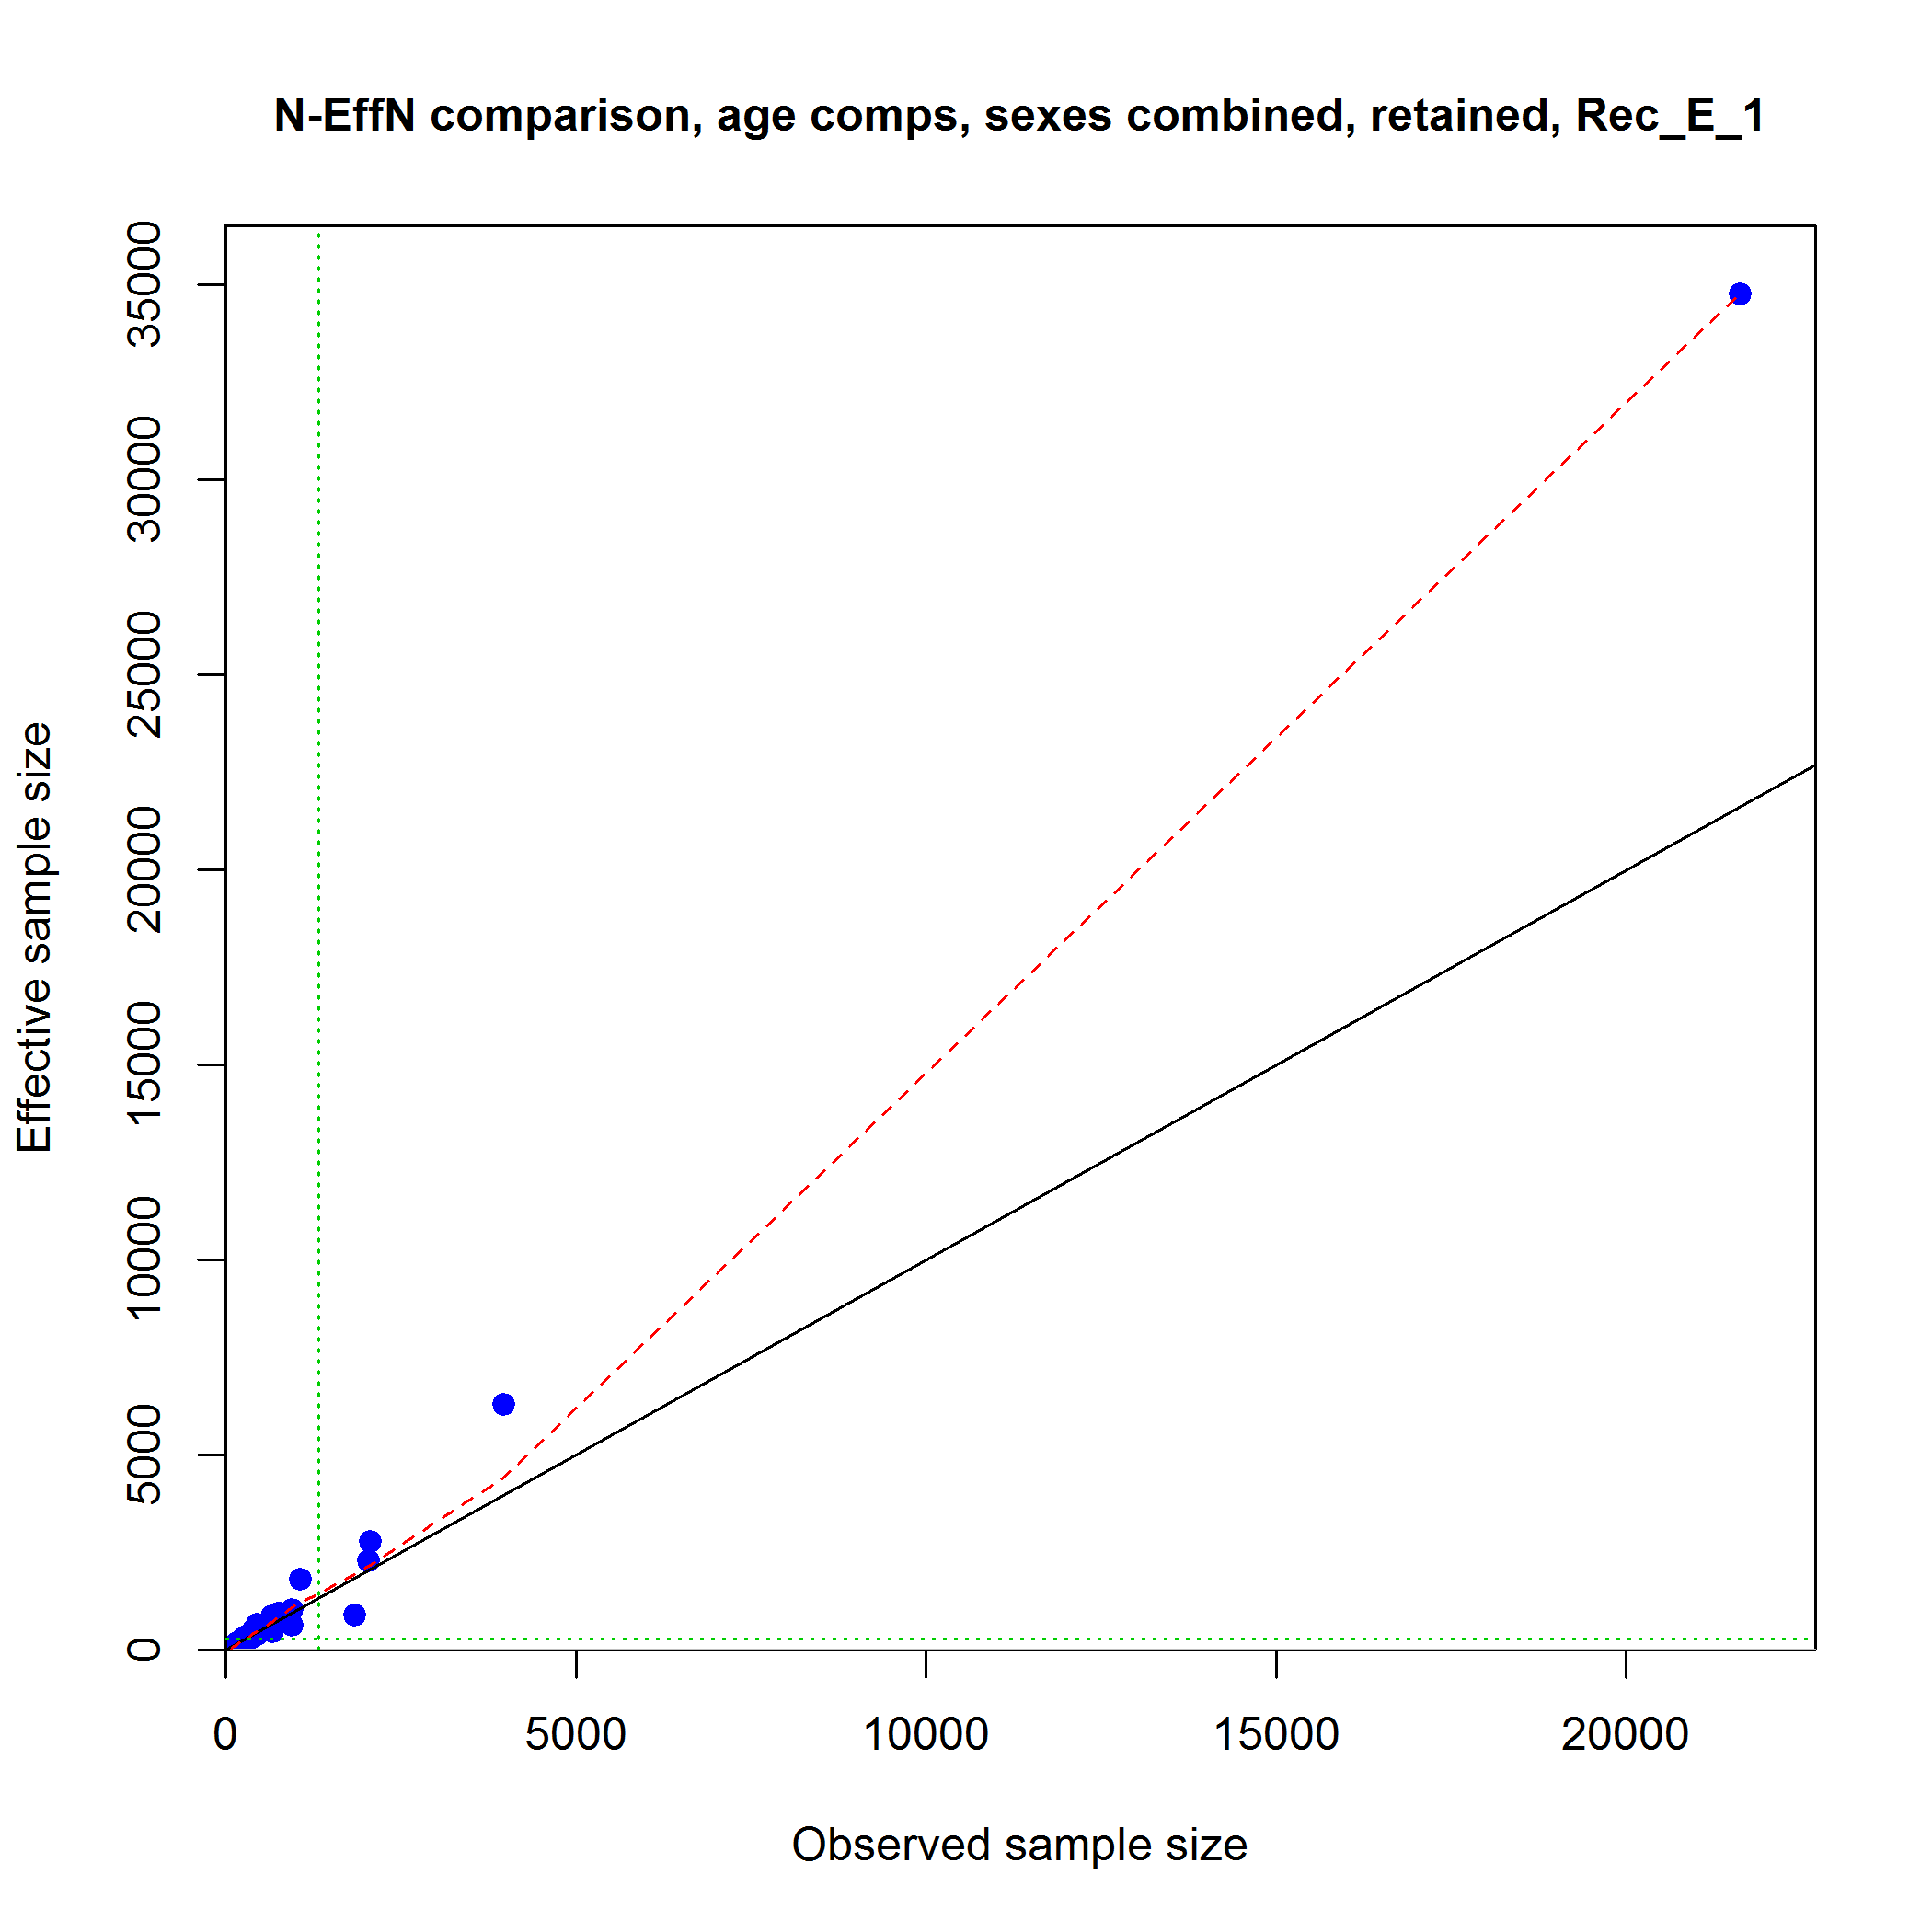 N-EffN comparison, age comps, sexes combined, retained, Rec_E_1
Effective sample size
35000
30000
25000
20000
15000
10000
5000
0
0 5000 10000 15000 20000
Observed sample size